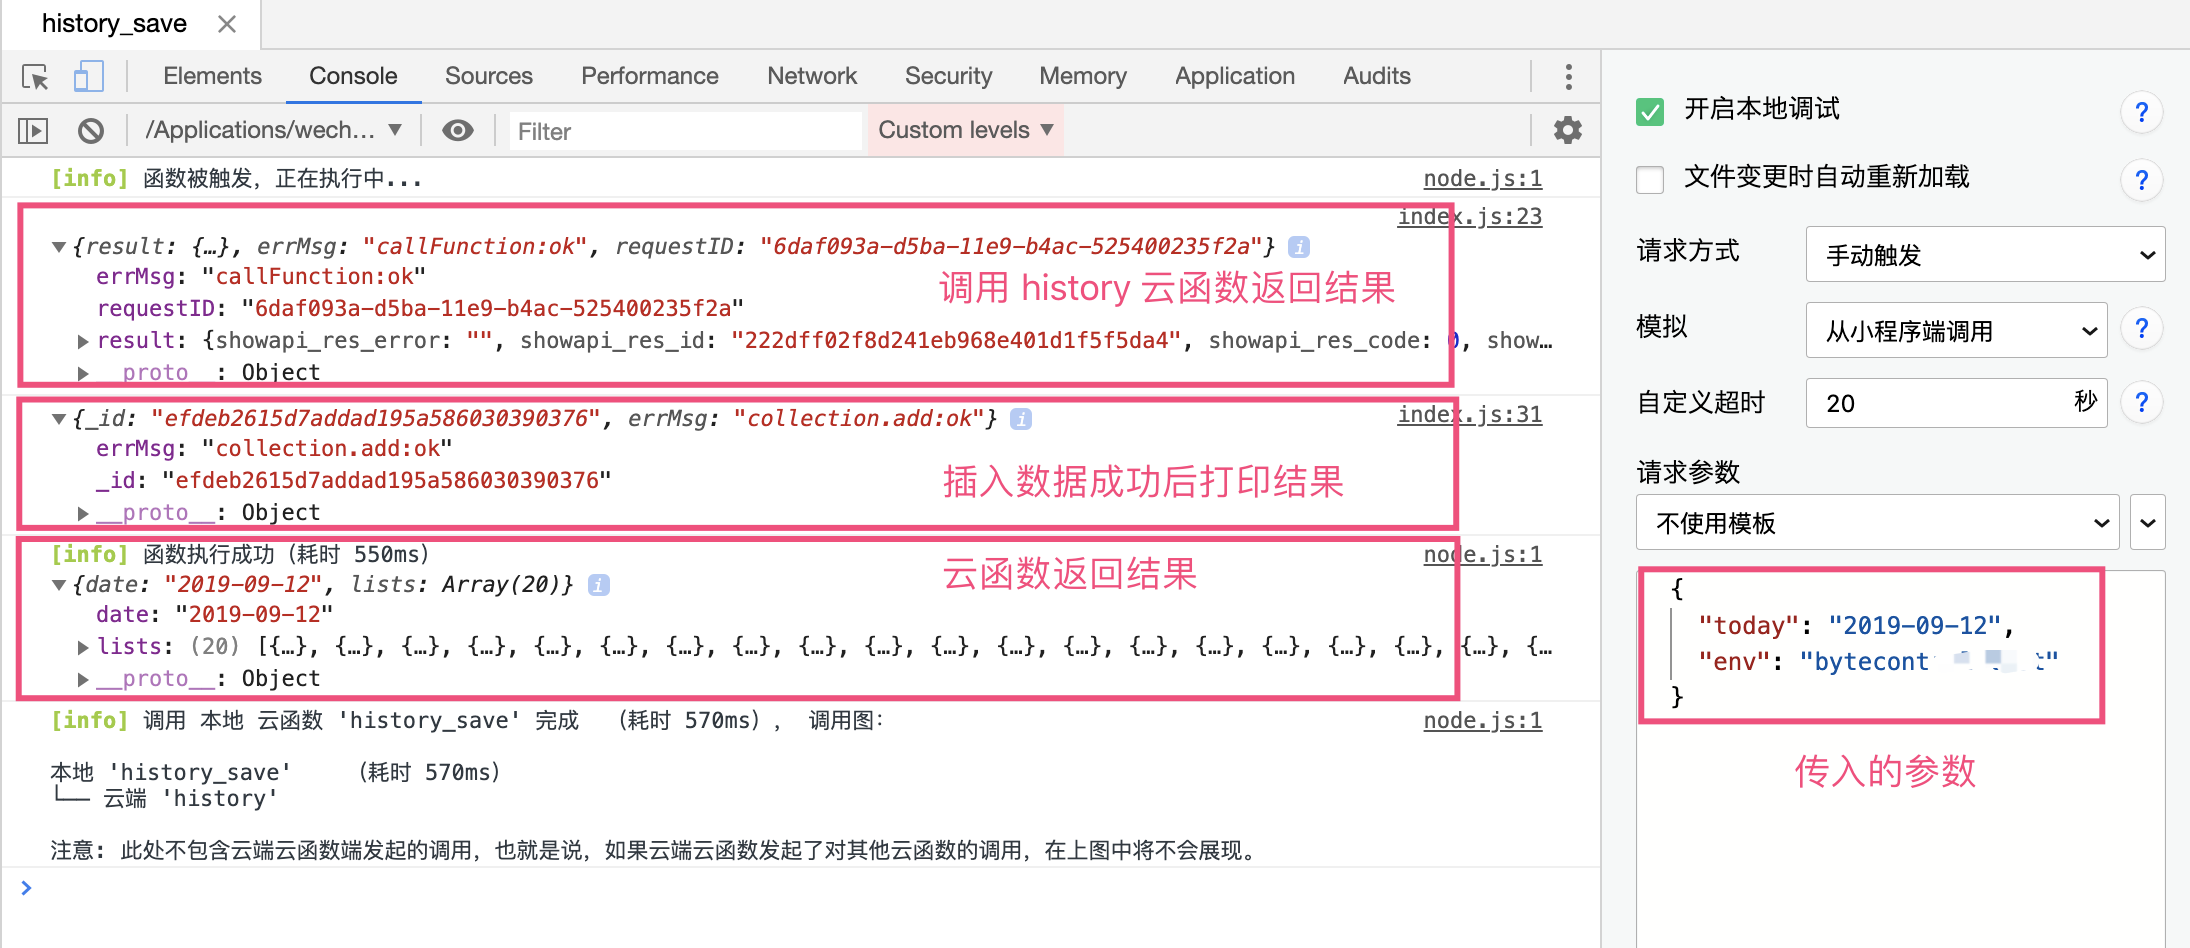 history_save
Elements Console Sources Performance Network Security Memory Application Audits
/Applications/wech... Filter Custom levels
[info] 函数被触发，正在执行中... node.js:1
index.js:23
{result: {…}, errMsg: "callFunction:ok", requestID: "6daf093a-d5ba-11e9-b4ac-525400235f2a"}
errMsg: "callFunction:ok"
调用 history 云函数返回结果
requestID: "6daf093a-d5ba-11e9-b4ac-525400235f2a"
result: {showapi_res_error: "", showapi_res_id: "222dff02f8d241eb968e401d1f5f5da4", showapi_res_code: 0, show…
__proto__: Object
{_id: "efdeb2615d7addad195a586030390376", errMsg: "collection.add:ok"} index.js:31
errMsg: "collection.add:ok"
_id: "efdeb2615d7addad195a586030390376"
插入数据成功后打印结果
__proto__: Object
[info] 函数执行成功（耗时 550ms） node.js:1
云函数返回结果
{date: "2019-09-12", lists: Array(20)}
date: "2019-09-12"
lists: (20) [{…}, {…}, {…}, {…}, {…}, {…}, {…}, {…}, {…}, {…}, {…}, {…}, {…}, {…}, {…}, {…}, {…}, {…}, {…}, {…
__proto__: Object
[info] 调用 本地 云函数 'history_save' 完成 （耗时 570ms）， 调用图： node.js:1
本地 'history_save' （耗时 570ms）
└── 云端 'history'
注意: 此处不包含云端云函数端发起的调用，也就是说，如果云端云函数发起了对其他云函数的调用，在上图中将不会展现。
开启本地调试 ?
文件变更时自动重新加载 ?
请求方式 手动触发
模拟 从小程序端调用 ?
自定义超时 20 秒 ?
请求参数
不使用模板
{
"today": "2019-09-12",
"env": "bytecont t"
}
传入的参数